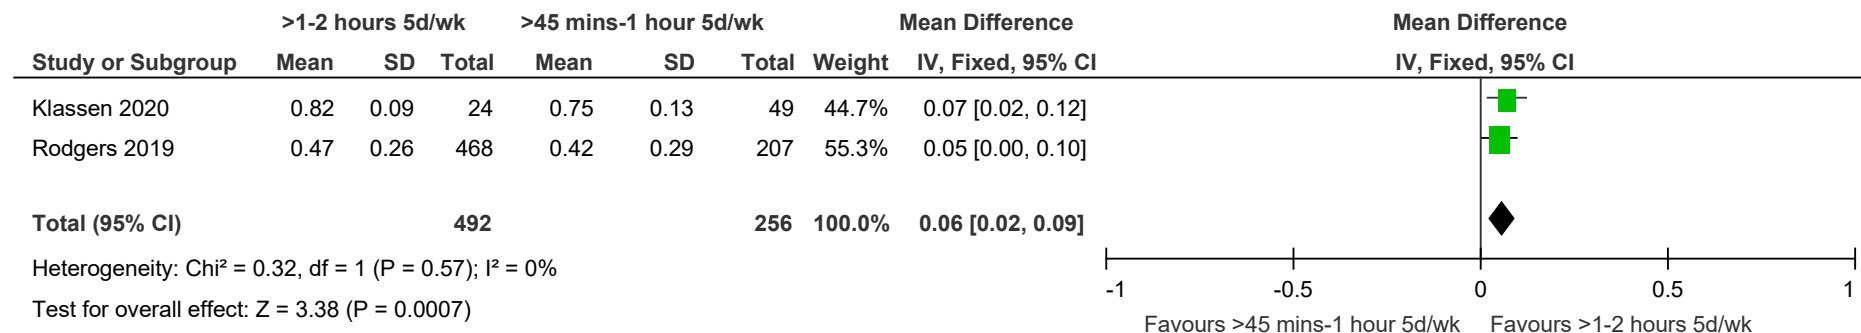 >1-2 hours 5d/wk >45 mins-1 hour 5d/wk Mean Difference Mean Difference
Study or Subgroup Mean SD Total Mean SD Total Weight IV, Fixed, 95% CI IV, Fixed, 95% CI
Klassen 2020 0.82 0.09 24 0.75 0.13 49 44.7% 0.07 [0.02, 0.12]
Rodgers 2019 0.47 0.26 468 0.42 0.29 207 55.3% 0.05 [0.00, 0.10]
Total (95% CI) 492 256 100.0% 0.06 [0.02, 0.09]
Heterogeneity: Chi² = 0.32, df = 1 (P = 0.57); I² = 0%
Test for overall effect: Z = 3.38 (P = 0.0007)
-1 -0.5 0 0.5 1
Favours >45 mins-1 hour 5d/wk Favours >1-2 hours 5d/wk